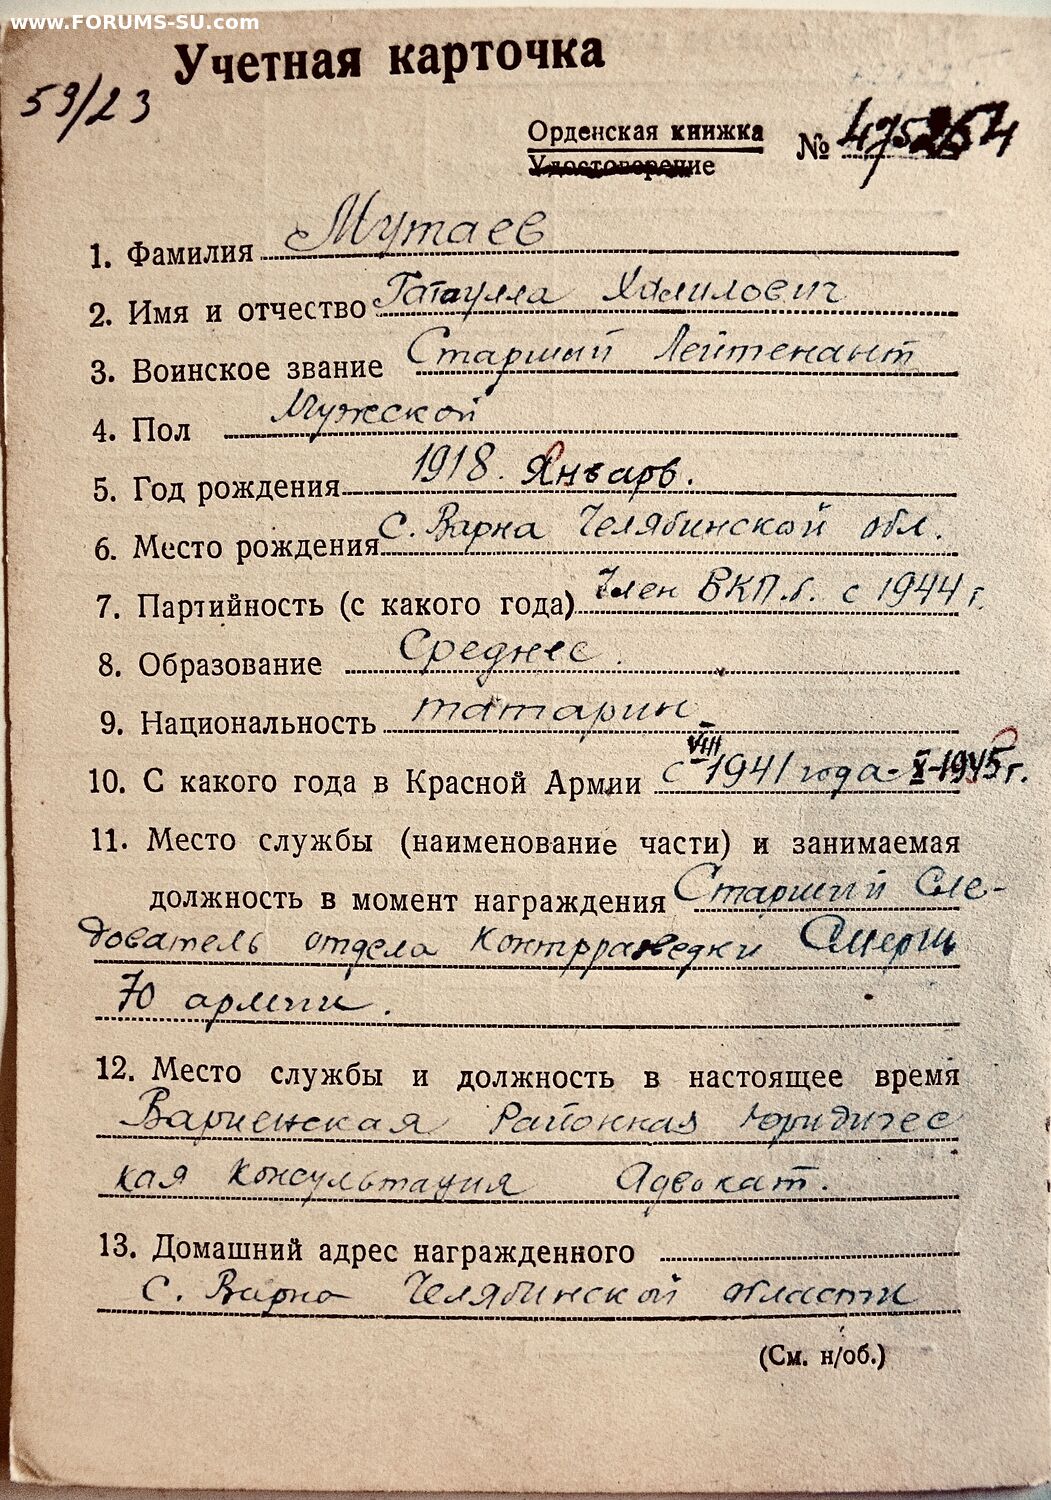 www.FORUMS-SU.com
Учетная карточка
59/23
Орденская книжка № 475264
Удостоверение
1. Фамилия Мутаев
2. Имя и отчество Гатаулла Халилович
3. Воинское звание Старший Лейтенант
4. Пол Мужской
5. Год рождения 1918. Январь.
6. Место рождения с. Варна Челябинской обл.
7. Партийность (с какого года) Член ВКП.б. с 1944 г.
8. Образование Среднее.
9. Национальность татарин
10. С какого года в Красной Армии с VIII 1941 года - X-1945 г.
11. Место службы (наименование части) и занимаемая
должность в момент награждения Старший Сле-
дователь отдела контрразведки Смерш
70 армии.
12. Место службы и должность в настоящее время
Варненская Районная Юридичес
кая консультация Адвокат.
13. Домашний адрес награжденного
с. Варна Челябинской области
(См. н/об.)